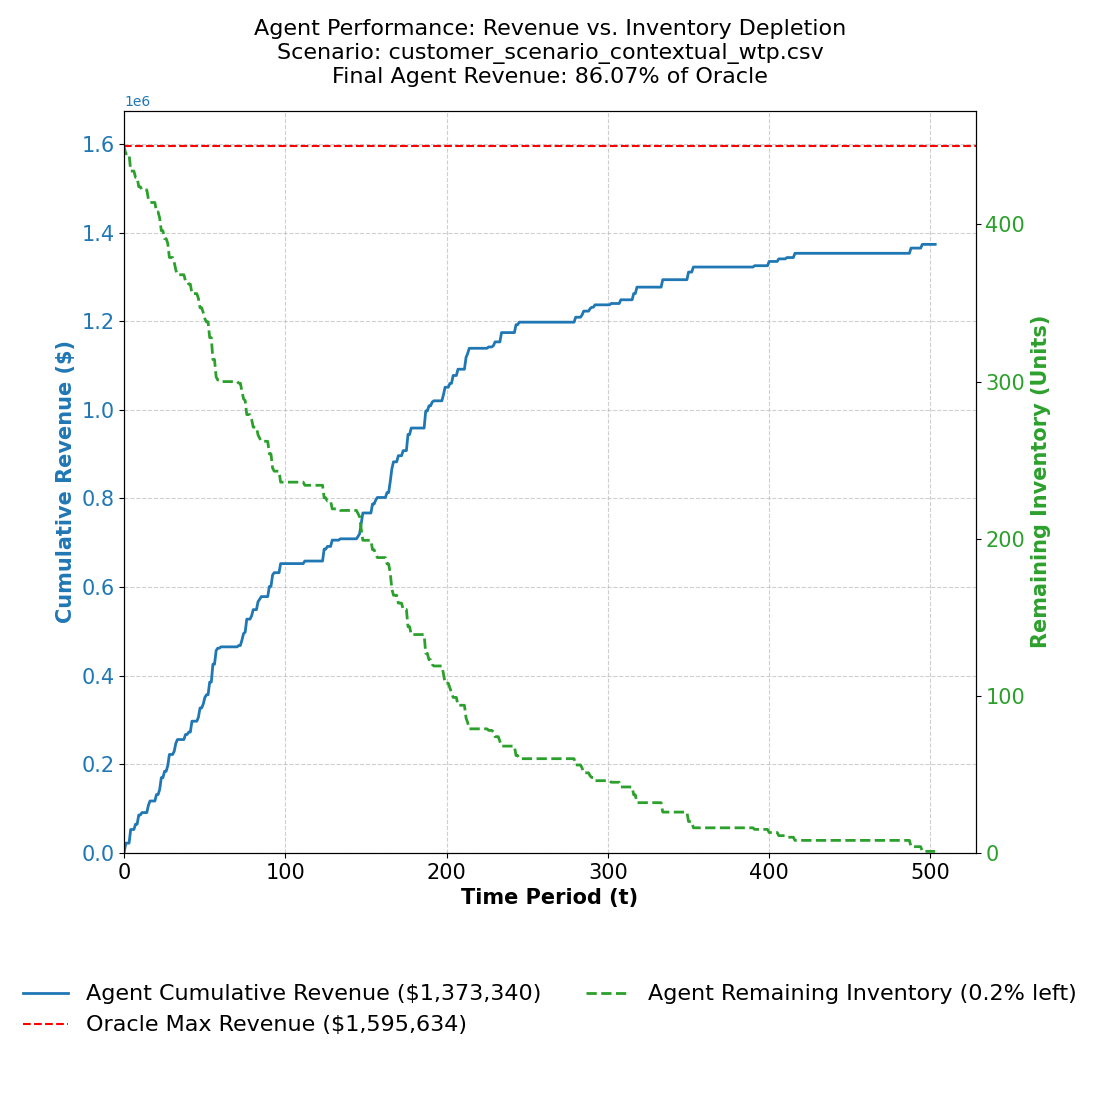 Agent Performance: Revenue vs. Inventory Depletion
Scenario: customer_scenario_contextual_wtp.csv
Final Agent Revenue: 86.07% of Oracle
1e6
1.6
1.4
1.2
1.0
0.8
0.6
0.4
0.2
0.0
Cumulative Revenue ($)
400
300
200
100
0
Remaining Inventory (Units)
0 100 200 300 400 500
Time Period (t)
Agent Cumulative Revenue ($1,373,340)
Oracle Max Revenue ($1,595,634)
Agent Remaining Inventory (0.2% left)